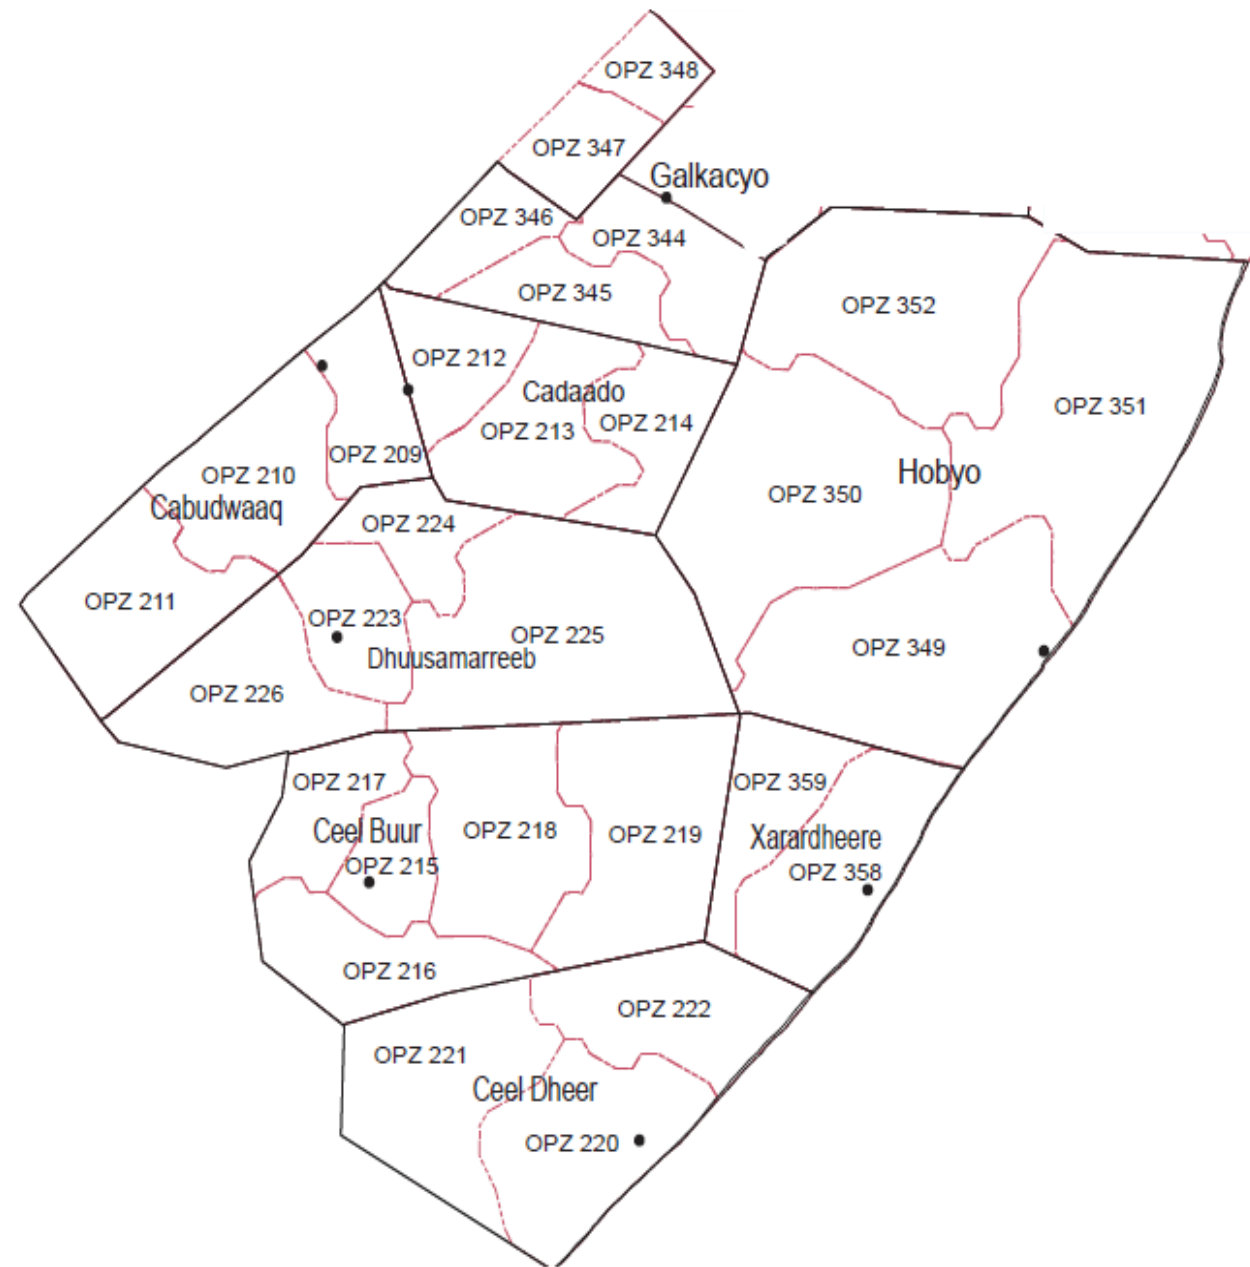 OPZ 348
OPZ 347
Galkacyo
OPZ 346
OPZ 344
OPZ 345
OPZ 352
OPZ 212
Cadaado
OPZ 351
OPZ 213
OPZ 214
OPZ 209
OPZ 210
Hobyo
OPZ 350
Cabudwaaq
OPZ 224
OPZ 211
OPZ 223
OPZ 225
OPZ 349
Dhuusamarreeb
OPZ 226
OPZ 217
OPZ 359
Ceel Buur
OPZ 218
OPZ 219
Xarardheere
OPZ 215
OPZ 358
OPZ 216
OPZ 222
OPZ 221
Ceel Dheer
OPZ 220